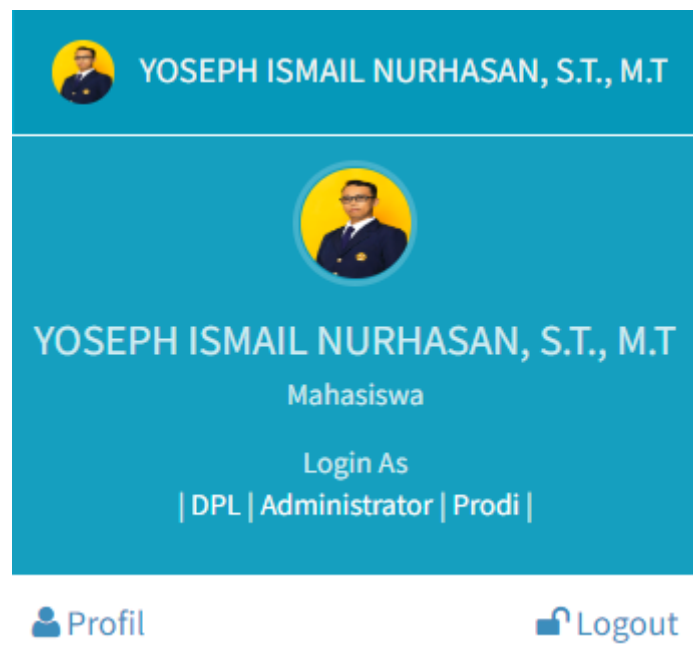 YOSEPH ISMAIL NURHASAN, S.T., M.T
YOSEPH ISMAIL NURHASAN, S.T., M.T
Mahasiswa
Login As
| DPL | Administrator | Prodi |
Profil
Logout